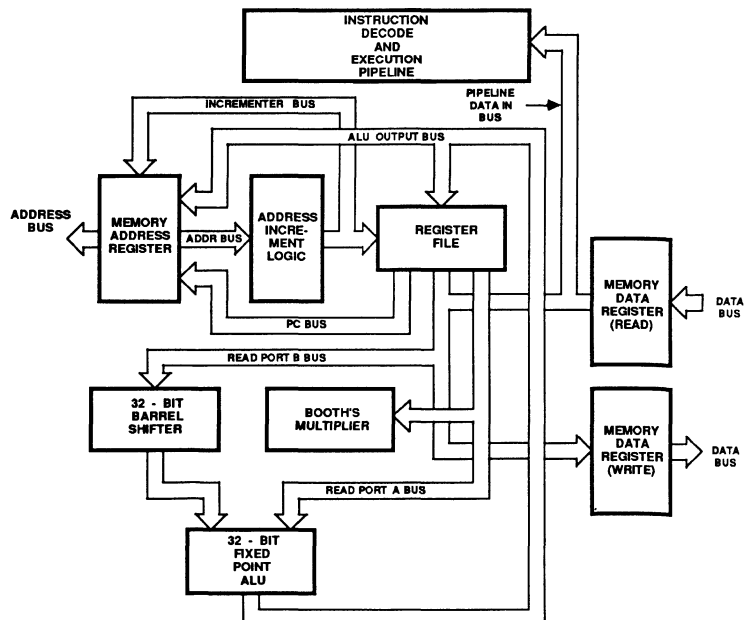 INSTRUCTION
DECODE
AND
EXECUTION
PIPELINE
PIPELINE
DATA IN
BUS
INCREMENTER BUS
ALU OUTPUT BUS
ADDRESS
BUS
MEMORY
ADDRESS
REGISTER
ADDR BUS
ADDRESS
INCRE-
MENT
LOGIC
REGISTER
FILE
MEMORY
DATA
REGISTER
(READ)
DATA
BUS
PC BUS
READ PORT B BUS
32 - BIT
BARREL
SHIFTER
BOOTH'S
MULTIPLIER
MEMORY
DATA
REGISTER
(WRITE)
DATA
BUS
READ PORT A BUS
32 - BIT
FIXED
POINT
ALU